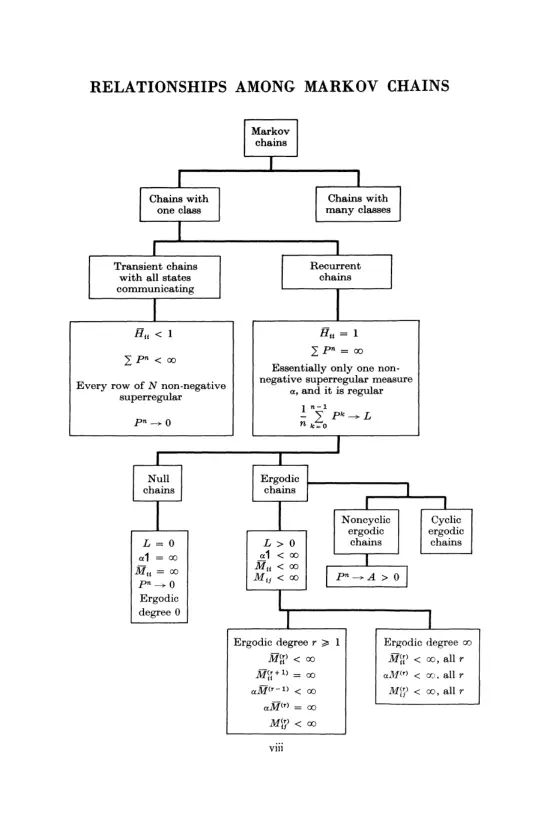 RELATIONSHIPS AMONG MARKOV CHAINS
Markov
chains
Chains with
one class
Chains with
many classes
Transient chains
with all states
communicating
Recurrent
chains
H̅ᵢᵢ < 1
∑ Pⁿ < ∞
Every row of N non-negative
superregular
Pⁿ → 0
H̅ᵢᵢ = 1
∑ Pⁿ = ∞
Essentially only one non-
negative superregular measure
α, and it is regular
1/n ∑_{k=0}^{n-1} Pᵏ → L
Null
chains
Ergodic
chains
Noncyclic
ergodic
chains
Cyclic
ergodic
chains
L = 0
α1 = ∞
M̅ᵢᵢ = ∞
Pⁿ → 0
Ergodic
degree 0
L > 0
α1 < ∞
M̅ᵢᵢ < ∞
Mᵢⱼ < ∞
Pⁿ → A > 0
Ergodic degree r ⩾ 1
M̅ᵢᵢ⁽ʳ⁾ < ∞
M̅ᵢᵢ⁽ʳ⁺¹⁾ = ∞
αM̅⁽ʳ⁻¹⁾ < ∞
αM̅⁽ʳ⁾ = ∞
Mᵢⱼ⁽ʳ⁾ < ∞
Ergodic degree ∞
M̅ᵢᵢ⁽ʳ⁾ < ∞, all r
αM⁽ʳ⁾ < ∞. all r
Mᵢⱼ⁽ʳ⁾ < ∞, all r
viii